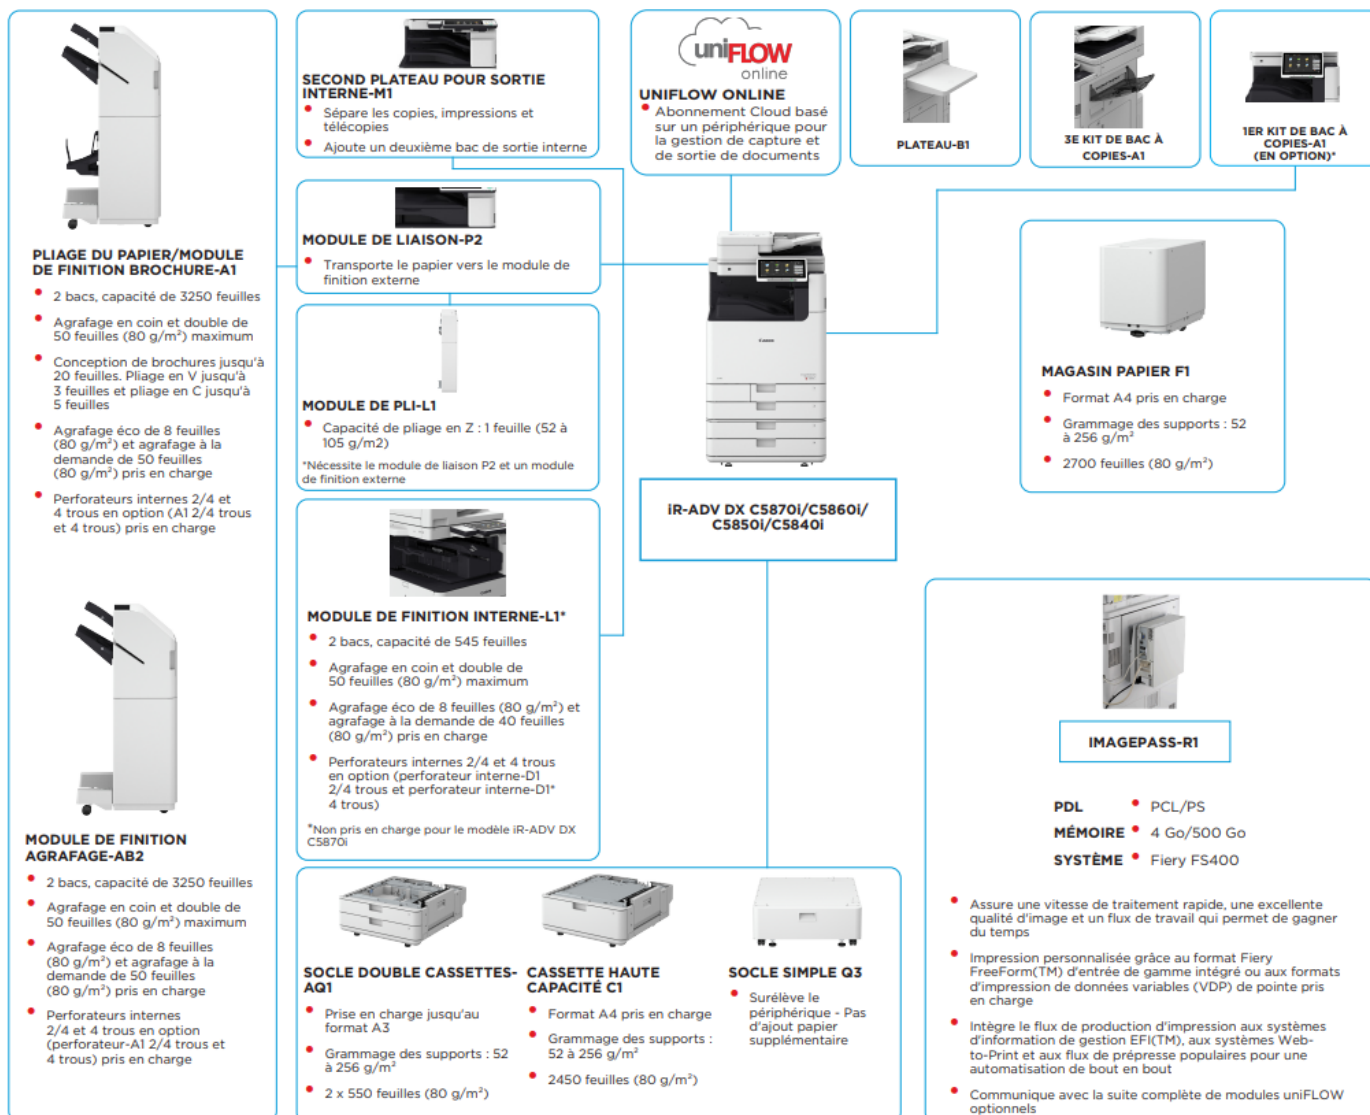 PLIAGE DU PAPIER/MODULE
DE FINITION BROCHURE-A1
2 bacs, capacité de 3250 feuilles
Agrafage en coin et double de
50 feuilles (80 g/m²) maximum
Conception de brochures jusqu'à
20 feuilles. Pliage en V jusqu'à
3 feuilles et pliage en C jusqu'à
5 feuilles
Agrafage éco de 8 feuilles
(80 g/m²) et agrafage à la
demande de 50 feuilles
(80 g/m²) pris en charge
Perforateurs internes 2/4 et
4 trous en option (A1 2/4 trous
et 4 trous) pris en charge
MODULE DE FINITION
AGRAFAGE-AB2
2 bacs, capacité de 3250 feuilles
Agrafage en coin et double de
50 feuilles (80 g/m²) maximum
Agrafage éco de 8 feuilles
(80 g/m²) et agrafage à la
demande de 50 feuilles
(80 g/m²) pris en charge
Perforateurs internes
2/4 et 4 trous en option
(perforateur-A1 2/4 trous et
4 trous) pris en charge
SECOND PLATEAU POUR SORTIE
INTERNE-M1
Sépare les copies, impressions et
télécopies
Ajoute un deuxième bac de sortie interne
MODULE DE LIAISON-P2
Transporte le papier vers le module de
finition externe
MODULE DE PLI-L1
Capacité de pliage en Z : 1 feuille (52 à
105 g/m2)
*Nécessite le module de liaison P2 et un module
de finition externe
MODULE DE FINITION INTERNE-L1*
2 bacs, capacité de 545 feuilles
Agrafage en coin et double de
50 feuilles (80 g/m²) maximum
Agrafage éco de 8 feuilles (80 g/m²) et
agrafage à la demande de 40 feuilles
(80 g/m²) pris en charge
Perforateurs internes 2/4 et 4 trous
en option (perforateur interne-D1
2/4 trous et perforateur interne-D1*
4 trous)
*Non pris en charge pour le modèle iR-ADV DX
C5870i
uniFLOW
online
UNIFLOW ONLINE
Abonnement Cloud basé
sur un périphérique pour
la gestion de capture et
de sortie de documents
PLATEAU-B1
3E KIT DE BAC À
COPIES-A1
1ER KIT DE BAC À
COPIES-A1
(EN OPTION)*
Canon
iR-ADV DX C5870i/C5860i/
C5850i/C5840i
MAGASIN PAPIER F1
Format A4 pris en charge
Grammage des supports : 52
à 256 g/m²
2700 feuilles (80 g/m²)
SOCLE DOUBLE CASSETTES-
AQ1
Prise en charge jusqu'au
format A3
Grammage des supports : 52
à 256 g/m²
2 x 550 feuilles (80 g/m²)
CASSETTE HAUTE
CAPACITÉ C1
Format A4 pris en charge
Grammage des supports :
52 à 256 g/m²
2450 feuilles (80 g/m²)
SOCLE SIMPLE Q3
Surélève le
périphérique - Pas
d'ajout papier
supplémentaire
IMAGEPASS-R1
PDL PCL/PS
MÉMOIRE 4 Go/500 Go
SYSTÈME Fiery FS400
Assure une vitesse de traitement rapide, une excellente
qualité d'image et un flux de travail qui permet de gagner
du temps
Impression personnalisée grâce au format Fiery
FreeForm(TM) d'entrée de gamme intégré ou aux formats
d'impression de données variables (VDP) de pointe pris
en charge
Intègre le flux de production d'impression aux systèmes
d'information de gestion EFI(TM), aux systèmes Web-
to-Print et aux flux de prépresse populaires pour une
automatisation de bout en bout
Communique avec la suite complète de modules uniFLOW
optionnels